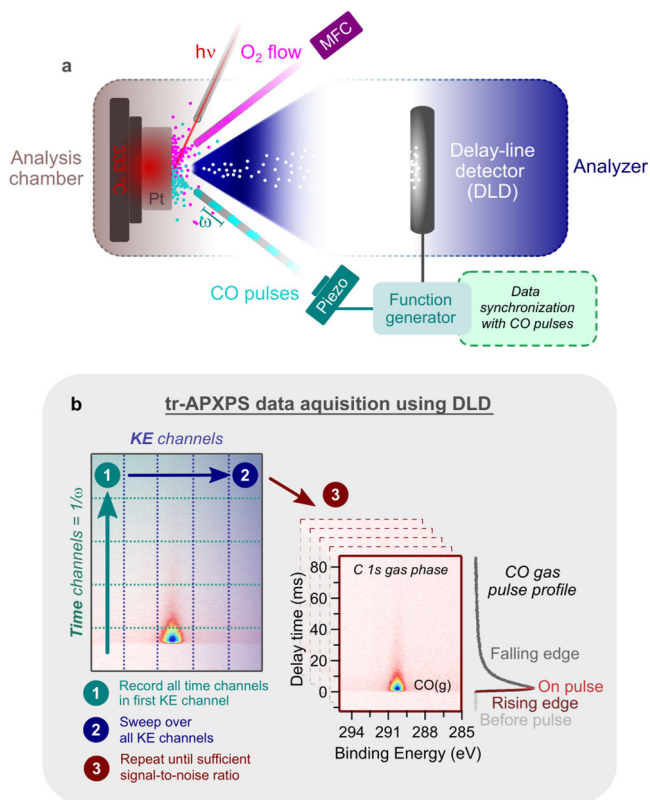 a
hν
O₂ flow
MFC
Analysis
chamber
333 °C
Pt
ω
CO pulses
Piezo
Delay-line
detector
(DLD)
Analyzer
Function
generator
Data
synchronization
with CO pulses
b
tr-APXPS data aquisition using DLD
KE channels
Time channels = 1/ω
1
2
3
1
Record all time channels
in first KE channel
2
Sweep over
all KE channels
3
Repeat until sufficient
signal-to-noise ratio
C 1s gas phase
Delay time (ms)
80
60
40
20
0
CO(g)
294
291
288
285
Binding Energy (eV)
CO gas
pulse profile
Falling edge
On pulse
Rising edge
Before pulse